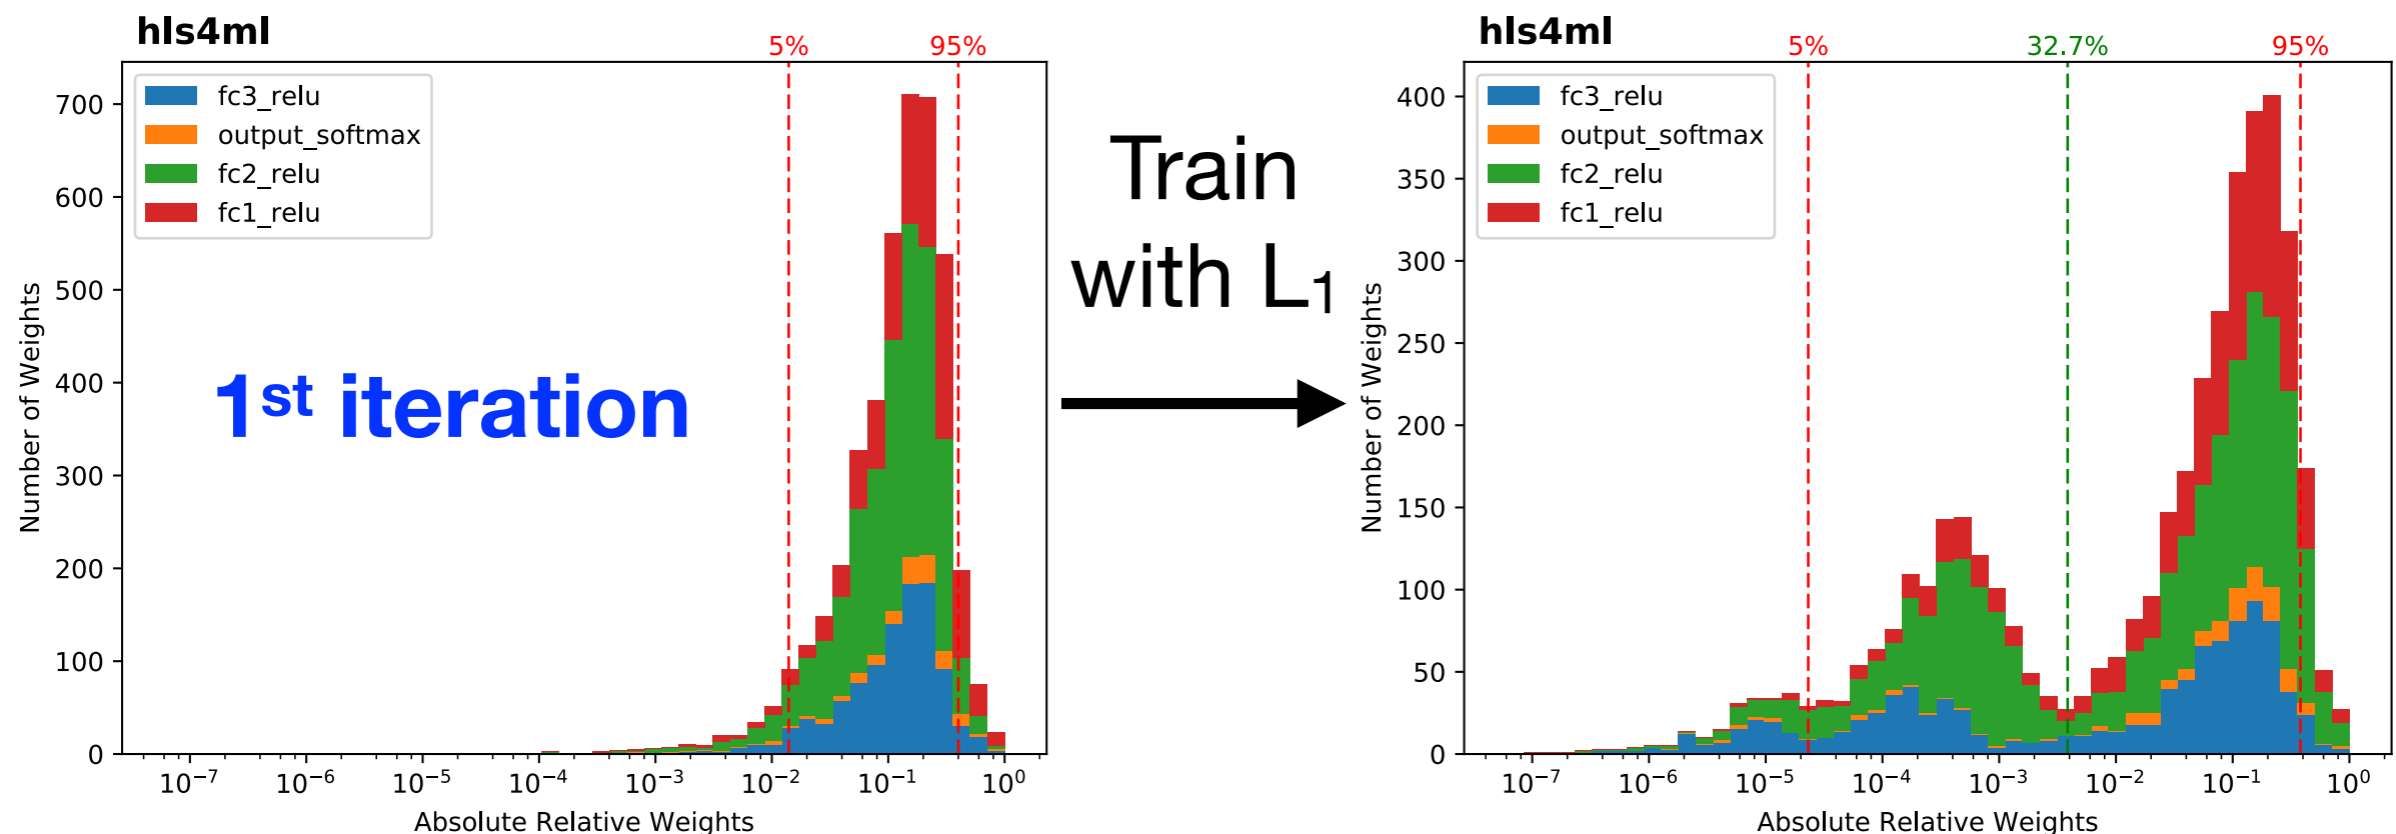 hls4ml
5% 95%
fc3_relu
output_softmax
fc2_relu
fc1_relu
700
600
500
400
300
200
100
0
Number of Weights
1st iteration
10⁻⁷ 10⁻⁶ 10⁻⁵ 10⁻⁴ 10⁻³ 10⁻² 10⁻¹ 10⁰
Absolute Relative Weights
Train
with L₁
hls4ml
5% 32.7% 95%
fc3_relu
output_softmax
fc2_relu
fc1_relu
400
350
300
250
200
150
100
50
0
Number of Weights
10⁻⁷ 10⁻⁶ 10⁻⁵ 10⁻⁴ 10⁻³ 10⁻² 10⁻¹ 10⁰
Absolute Relative Weights